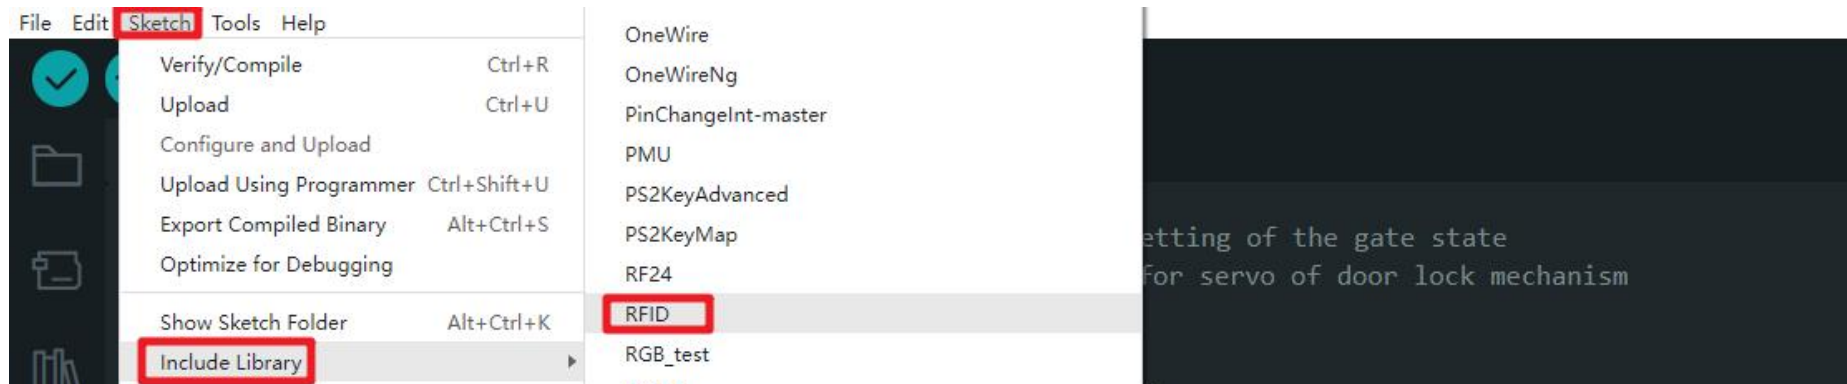 File Edit Sketch Tools Help
Verify/Compile Ctrl+R
Upload Ctrl+U
Configure and Upload
Upload Using Programmer Ctrl+Shift+U
Export Compiled Binary Alt+Ctrl+S
Optimize for Debugging
Show Sketch Folder Alt+Ctrl+K
Include Library
OneWire
OneWireNg
PinChangeInt-master
PMU
PS2KeyAdvanced
PS2KeyMap
RF24
RFID
RGB_test
etting of the gate state
for servo of door lock mechanism